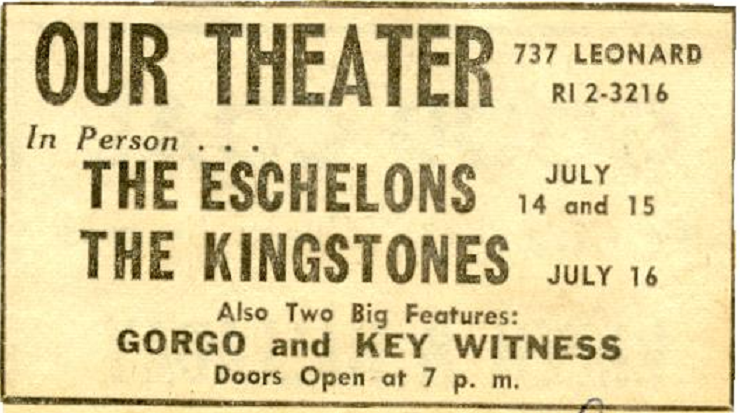 OUR THEATER 737 LEONARD
RI 2-3216
In Person . . .
THE ESCHELONS JULY
14 and 15
THE KINGSTONES JULY 16
Also Two Big Features:
GORGO and KEY WITNESS
Doors Open at 7 p. m.